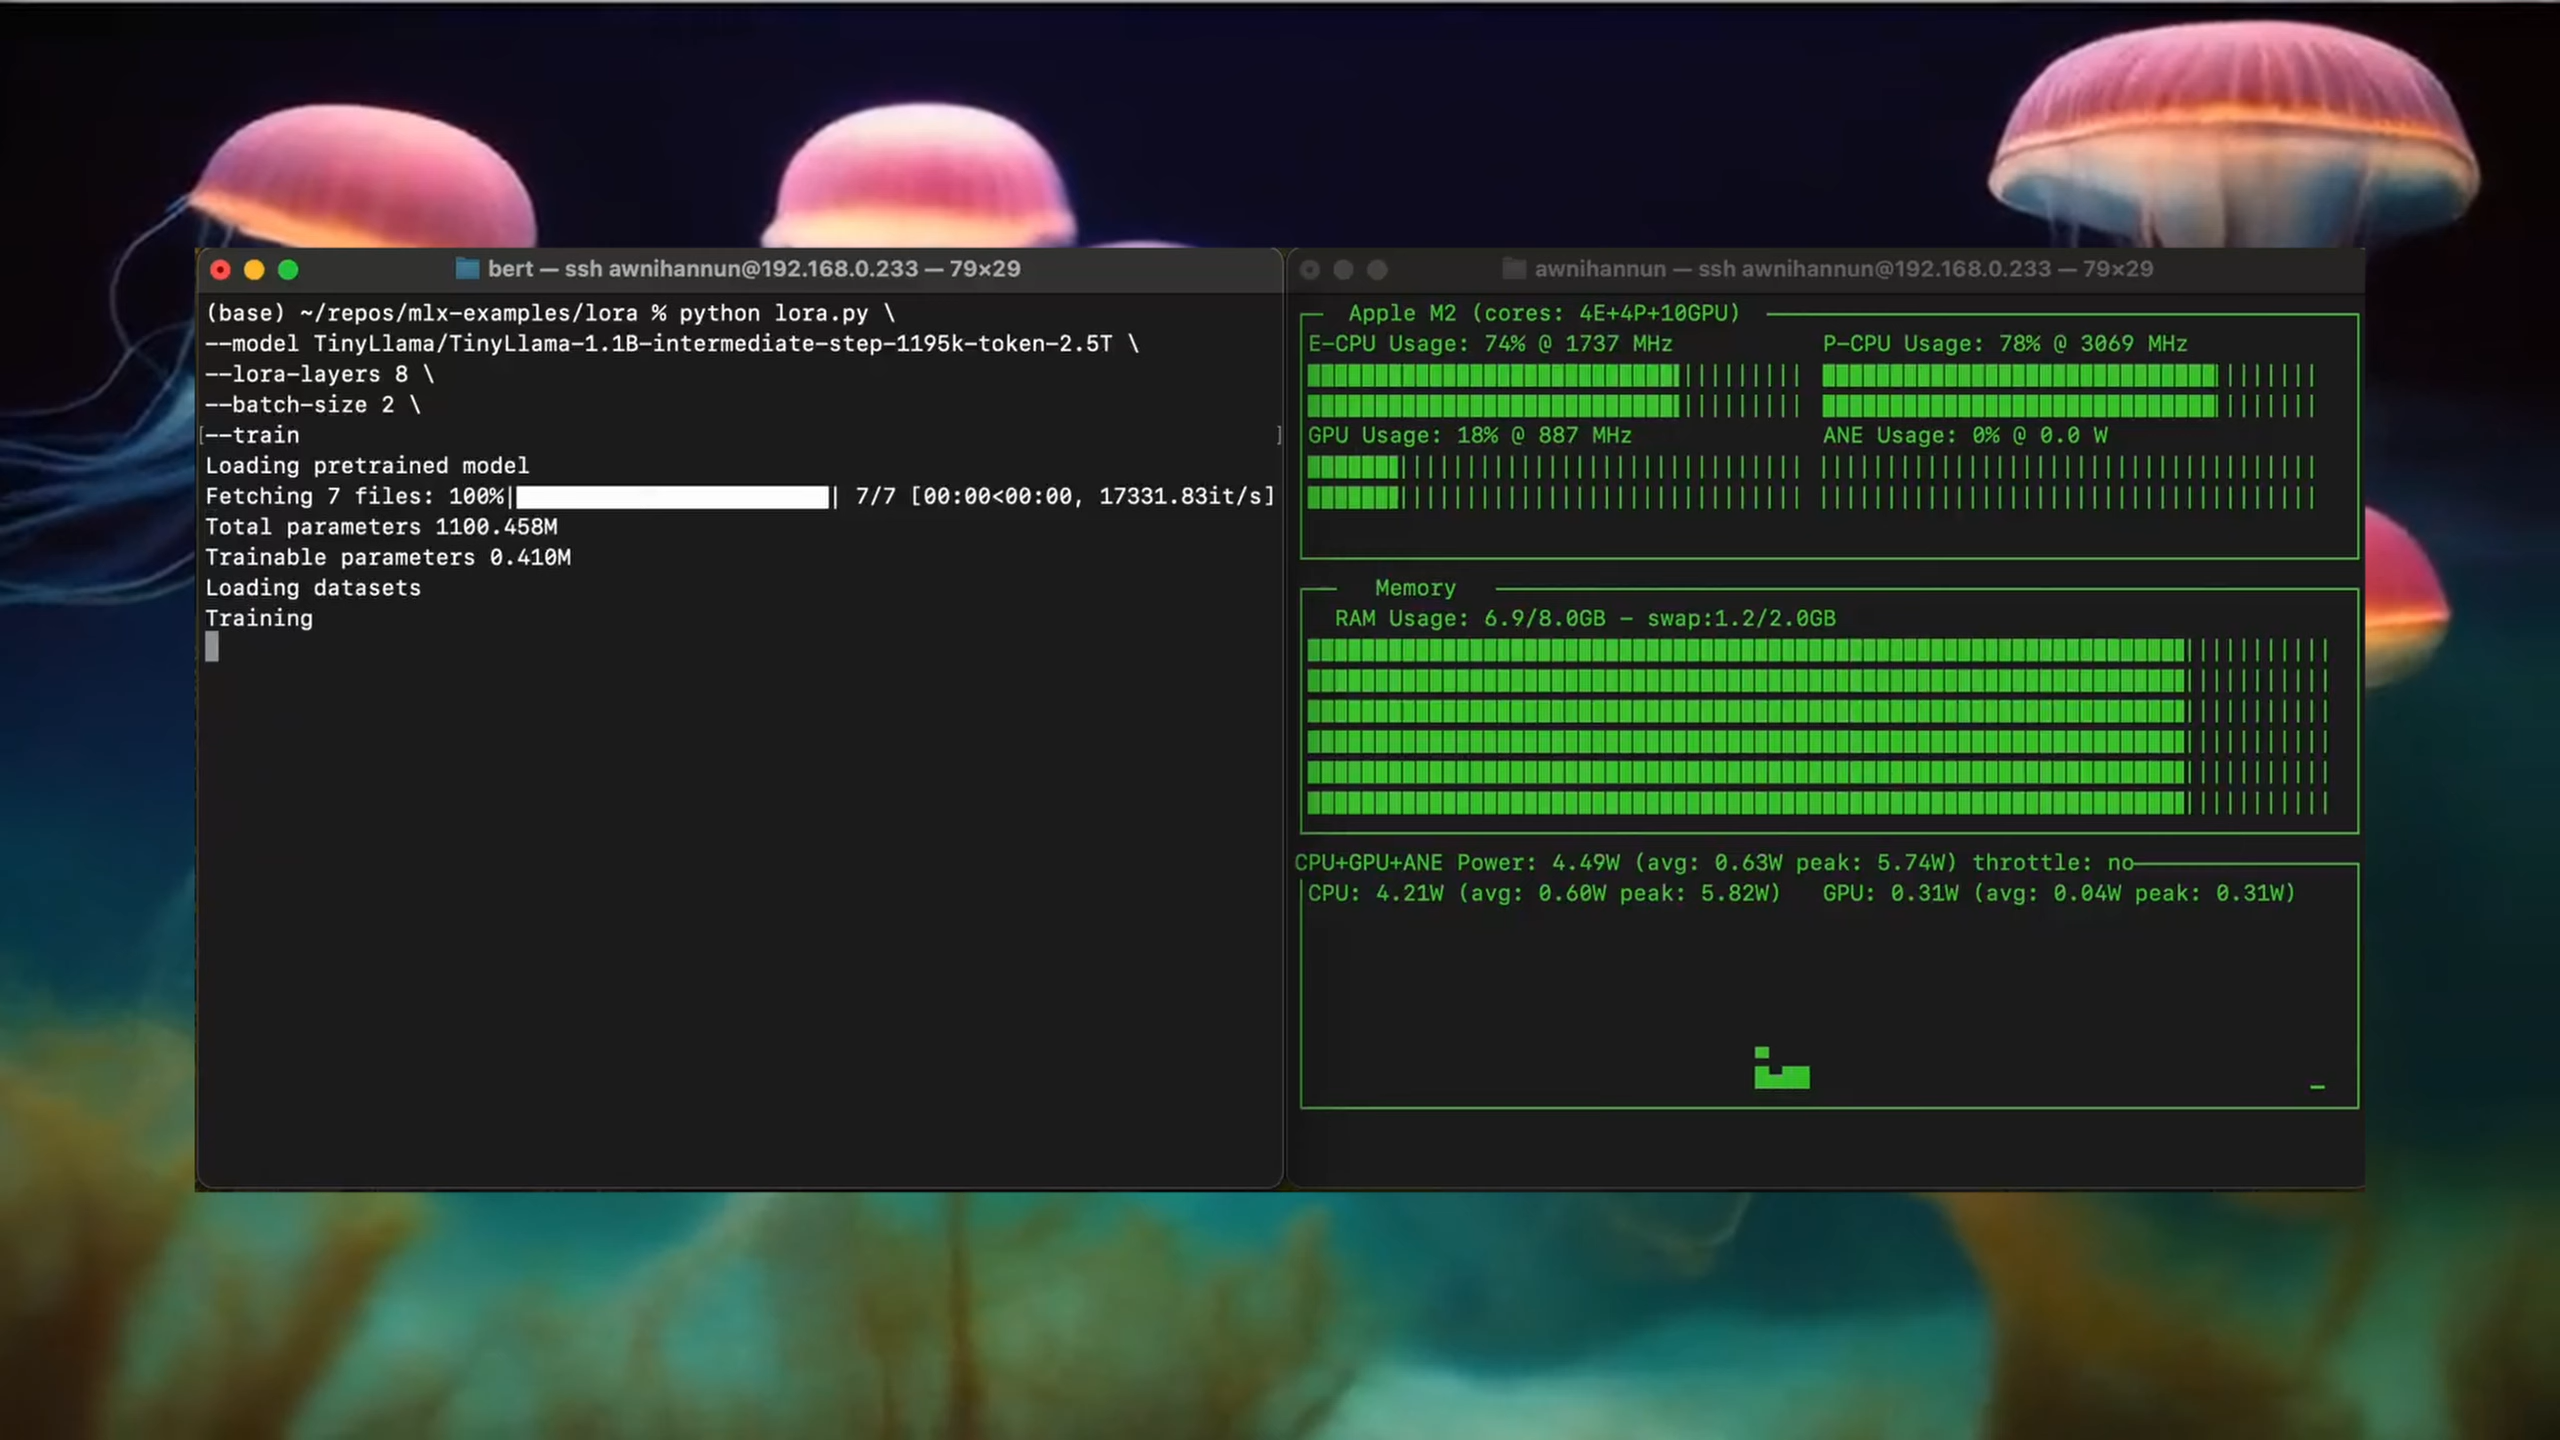 bert — ssh awnihannun@192.168.0.233 — 79×29
(base) ~/repos/mlx-examples/lora % python lora.py \
--model TinyLlama/TinyLlama-1.1B-intermediate-step-1195k-token-2.5T \
--lora-layers 8 \
--batch-size 2 \
[--train ]
Loading pretrained model
Fetching 7 files: 100%| | 7/7 [00:00<00:00, 17331.83it/s]
Total parameters 1100.458M
Trainable parameters 0.410M
Loading datasets
Training
awnihannun — ssh awnihannun@192.168.0.233 — 79×29
Apple M2 (cores: 4E+4P+10GPU)
E-CPU Usage: 74% @ 1737 MHz P-CPU Usage: 78% @ 3069 MHz
GPU Usage: 18% @ 887 MHz ANE Usage: 0% @ 0.0 W
Memory
RAM Usage: 6.9/8.0GB - swap:1.2/2.0GB
CPU+GPU+ANE Power: 4.49W (avg: 0.63W peak: 5.74W) throttle: no
CPU: 4.21W (avg: 0.60W peak: 5.82W) GPU: 0.31W (avg: 0.04W peak: 0.31W)